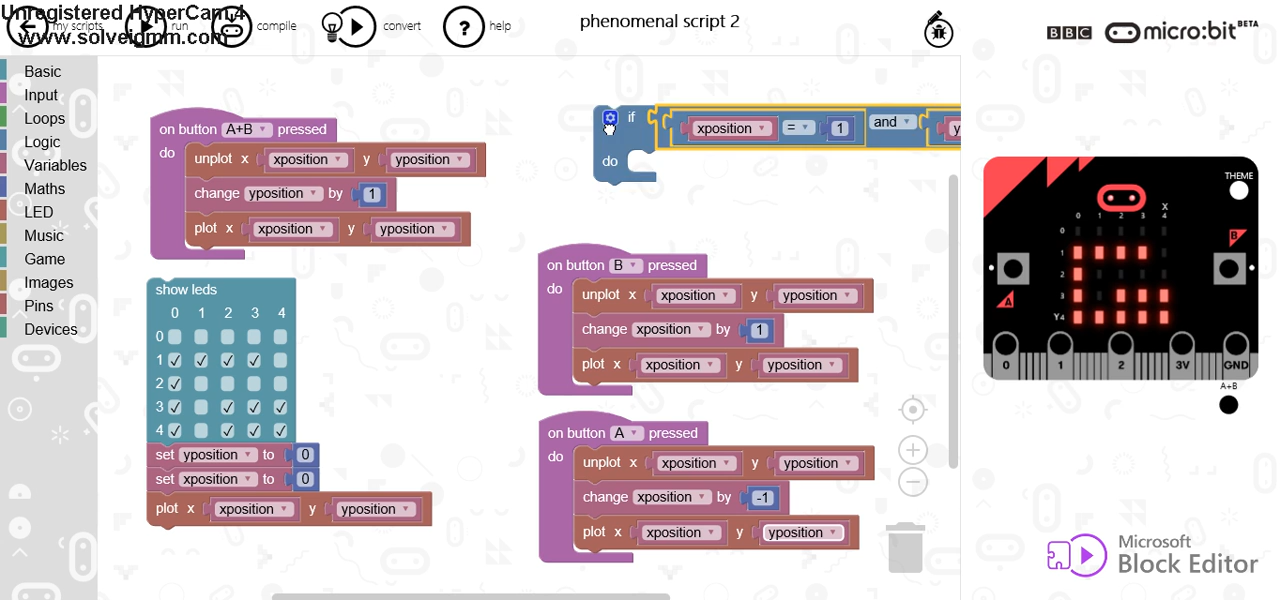 Unregistered HyperCam 4
www.solveigmm.com
my scripts
run
compile
convert
help
phenomenal script 2
BBC micro:bit BETA
Basic
Input
Loops
Logic
Variables
Maths
LED
Music
Game
Images
Pins
Devices
on button A+B pressed
do unplot x xposition y yposition
change yposition by 1
plot x xposition y yposition
show leds
0 1 2 3 4
0
1
2
3
4
set yposition to 0
set xposition to 0
plot x xposition y yposition
if xposition = 1 and y
do
on button B pressed
do unplot x xposition y yposition
change xposition by 1
plot x xposition y yposition
on button A pressed
do unplot x xposition y yposition
change xposition by -1
plot x xposition y yposition
THEME
X
0 1 2 3 4
0
1
2
3
Y4
B
A
0 1 2 3V GND
A+B
Microsoft
Block Editor